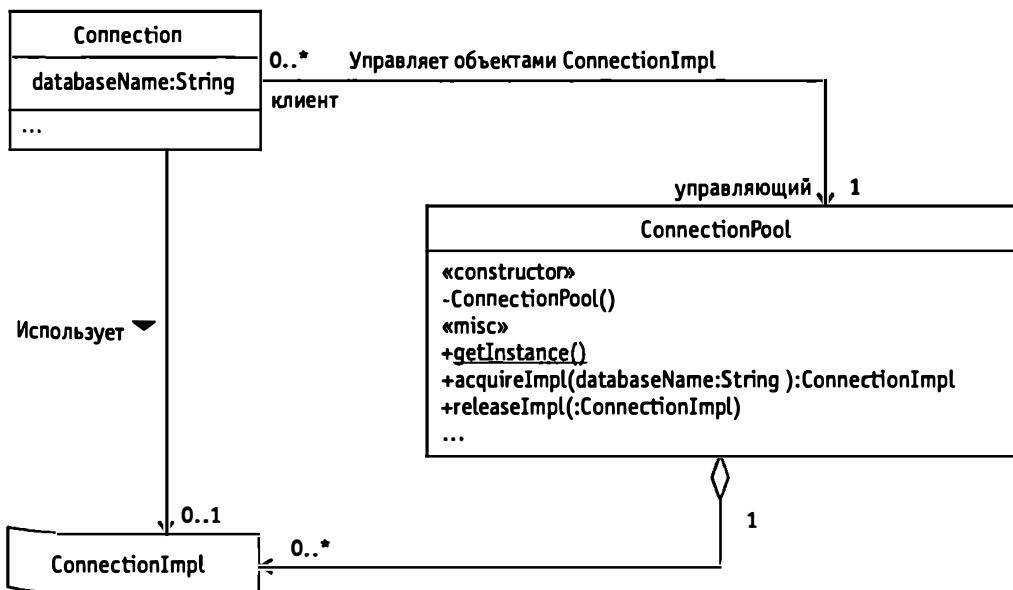 Connection
databaseName:String
...
0..*
Управляет объектами ConnectionImpl
клиент
управляющий
1
ConnectionPool
«constructor»
-ConnectionPool()
«misc»
+getInstance()
+acquireImpl(databaseName:String ):ConnectionImpl
+releaseImpl(:ConnectionImpl)
...
Использует
0..1
1
0..*
ConnectionImpl